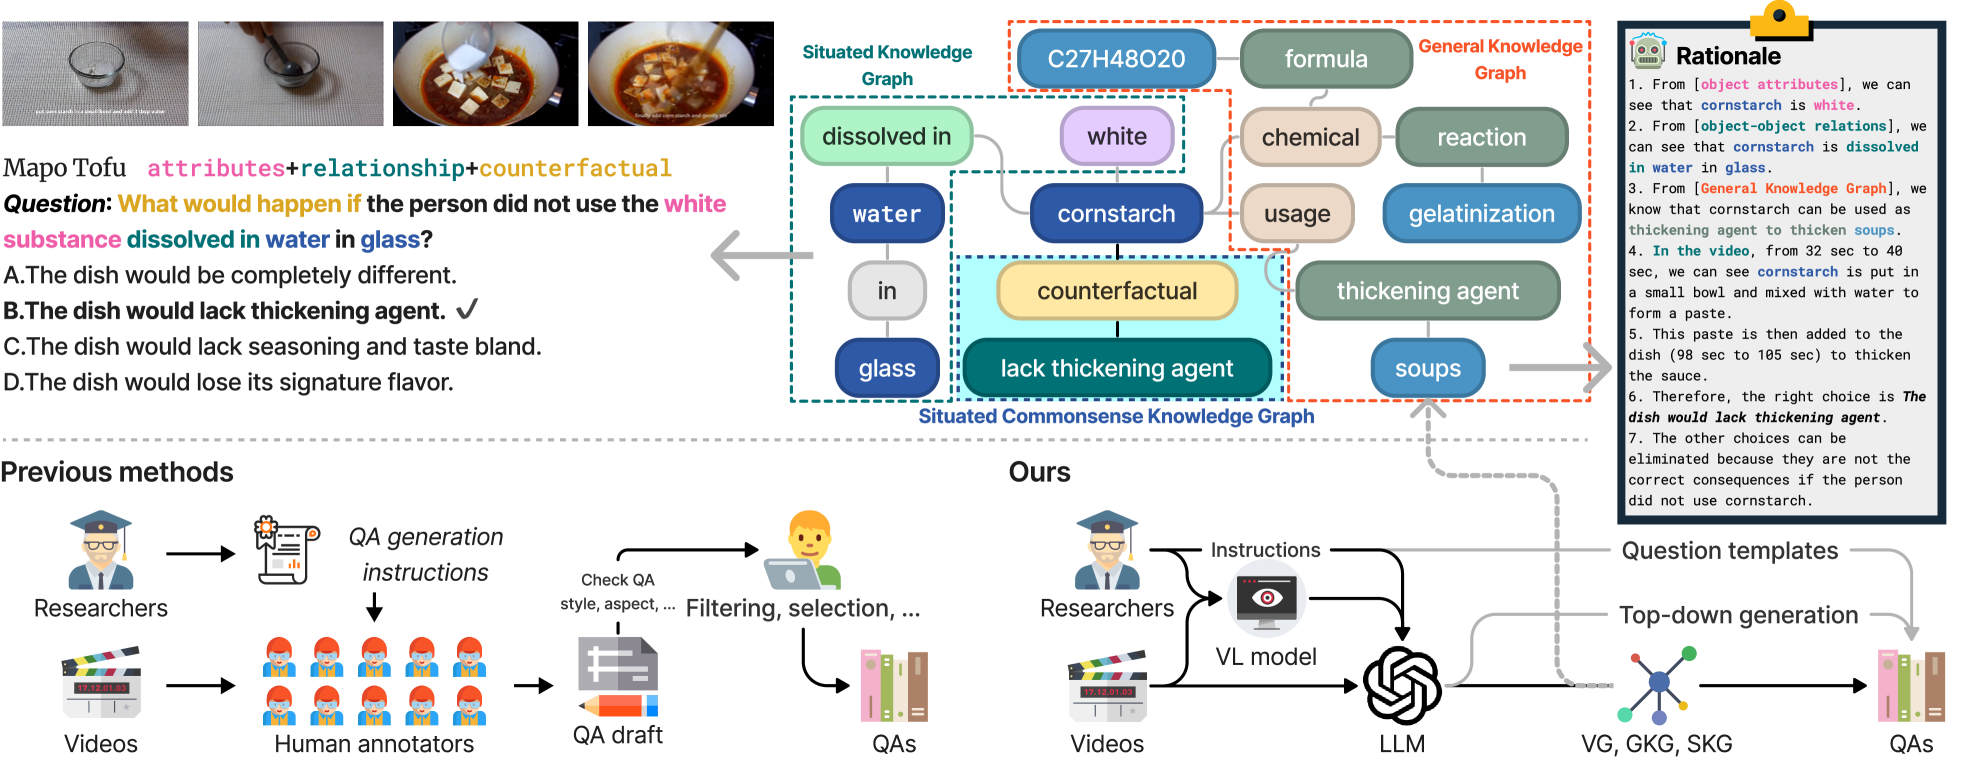 Mapo Tofu attributes+relationship+counterfactual
Question: What would happen if the person did not use the white
substance dissolved in water in glass?
A.The dish would be completely different.
B.The dish would lack thickening agent. ✓
C.The dish would lack seasoning and taste bland.
D.The dish would lose its signature flavor.
Situated Knowledge
Graph
General Knowledge
Graph
C27H48O20
formula
dissolved in
white
chemical
reaction
water
cornstarch
usage
gelatinization
in
counterfactual
thickening agent
glass
lack thickening agent
soups
Situated Commonsense Knowledge Graph
Rationale
1. From [object attributes], we can
see that cornstarch is white.
2. From [object-object relations], we
can see that cornstarch is dissolved
in water in glass.
3. From [General Knowledge Graph], we
know that cornstarch can be used as
thickening agent to thicken soups.
4. In the video, from 32 sec to 40
sec, we can see cornstarch is put in
a small bowl and mixed with water to
form a paste.
5. This paste is then added to the
dish (98 sec to 105 sec) to thicken
the sauce.
6. Therefore, the right choice is The
dish would lack thickening agent.
7. The other choices can be
eliminated because they are not the
correct consequences if the person
did not use cornstarch.
Previous methods
Researchers
QA generation
instructions
Videos
17.12.01.03
Human annotators
Check QA
style, aspect, ...
QA draft
Filtering, selection, ...
QAs
Ours
Researchers
Instructions
VL model
Videos
17.12.01.03
LLM
Question templates
Top-down generation
VG, GKG, SKG
QAs